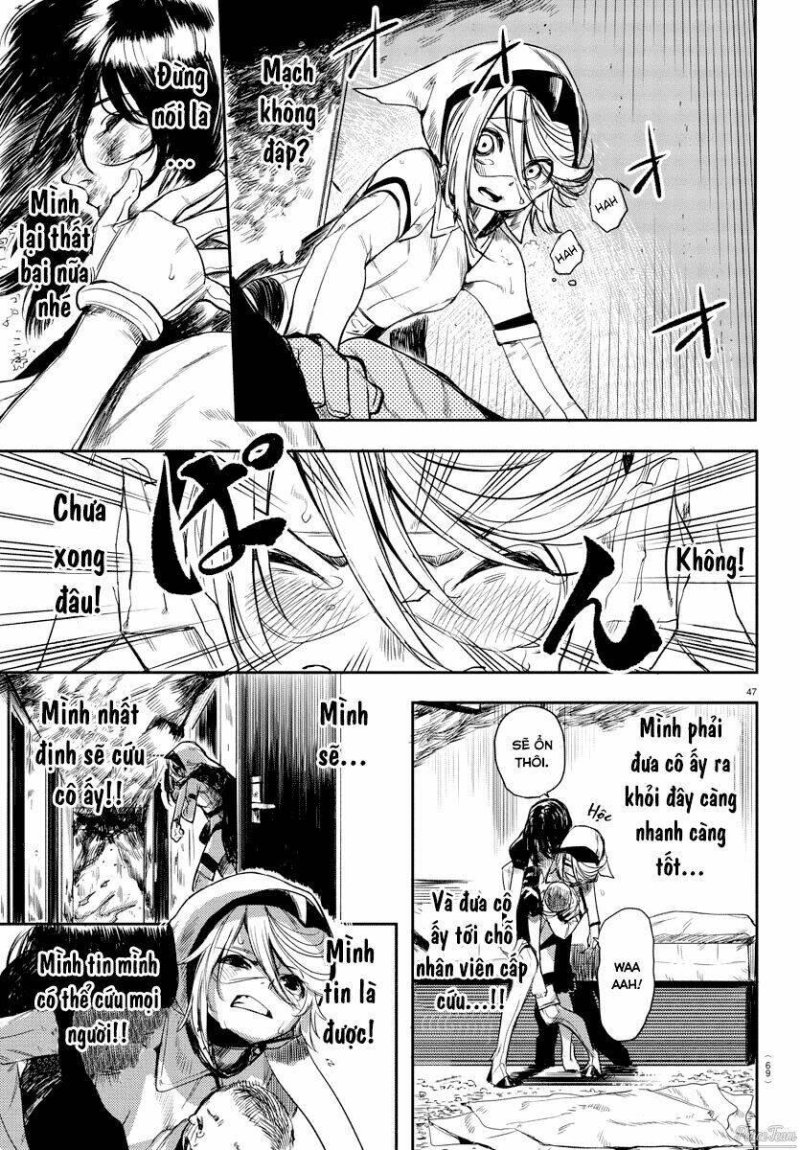 Mạch
không
đập?
HAH
HAH
Đừng
nói là
...
Mình
lại thất
bại nữa
nhé
Không!
ぱん
Chưa
xong
đâu!
47
Mình phải
đưa cô ấy ra
khỏi đây càng
nhanh càng
tốt...
SẼ ỔN
THÔI.
Hộc
Và đưa cô
ấy tới chỗ
nhân viên cấp
cứu...!!
WAA
AAH!
Mình
sẽ...
Mình nhất
định sẽ cứu
cô ấy!!
Mình
tin là
được!
Mình tin mình
có thể cứu mọi
người!!